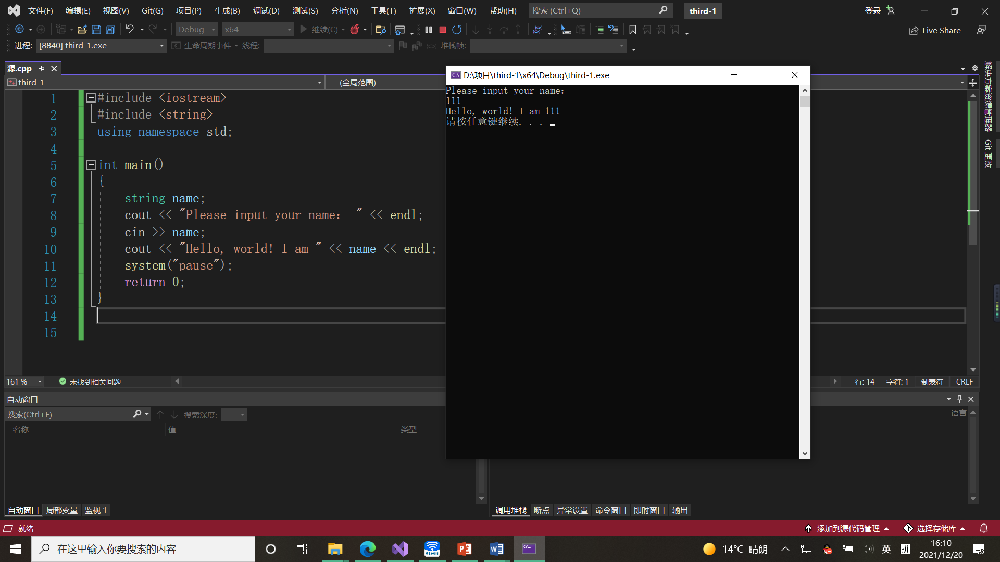 文件(F) 编辑(E) 视图(V) Git(G) 项目(P) 生成(B) 调试(D) 测试(S) 分析(N) 工具(T) 扩展(X) 窗口(W) 帮助(H) 搜索 (Ctrl+Q) third-1 登录
Debug x64 继续(C) Live Share
进程: [8840] third-1.exe 生命周期事件 线程: 堆栈帧:
源.cpp
third-1 (全局范围)
D:\项目\third-1\x64\Debug\third-1.exe
Please input your name：
111
Hello, world! I am 111
请按任意键继续. . .
1 #include <iostream>
2 #include <string>
3 using namespace std;
4
5 int main()
6 {
7 string name;
8 cout << "Please input your name： " << endl;
9 cin >> name;
10 cout << "Hello, world! I am " << name << endl;
11 system("pause");
12 return 0;
13 }
14
15
解决方案资源管理器
Git 更改
161 % 未找到相关问题 行: 14 字符: 1 制表符 CRLF
自动窗口
搜索(Ctrl+E) 搜索深度:
名称 值 类型
语言
自动窗口 局部变量 监视 1
调用堆栈 断点 异常设置 命令窗口 即时窗口 输出
就绪 添加到源代码管理 选择存储库
在这里输入你要搜索的内容
91wifi
14°C 晴朗 英 拼
16:10
2021/12/20